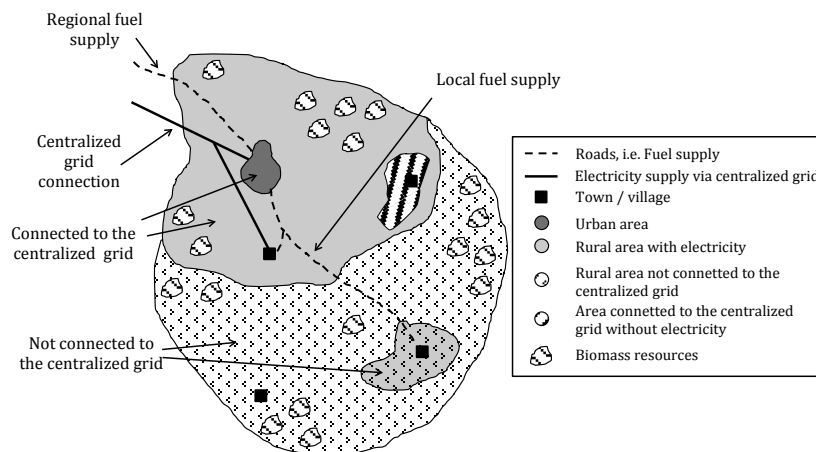 Regional fuel
supply
Local fuel supply
Centralized
grid
connection
Connected to the
centralized grid
Not connected to
the centralized grid
Roads, i.e. Fuel supply
Electricity supply via centralized grid
Town / village
Urban area
Rural area with electricity
Rural area not connetted to the
centralized grid
Area connetted to the centralized
grid without electricity
Biomass resources